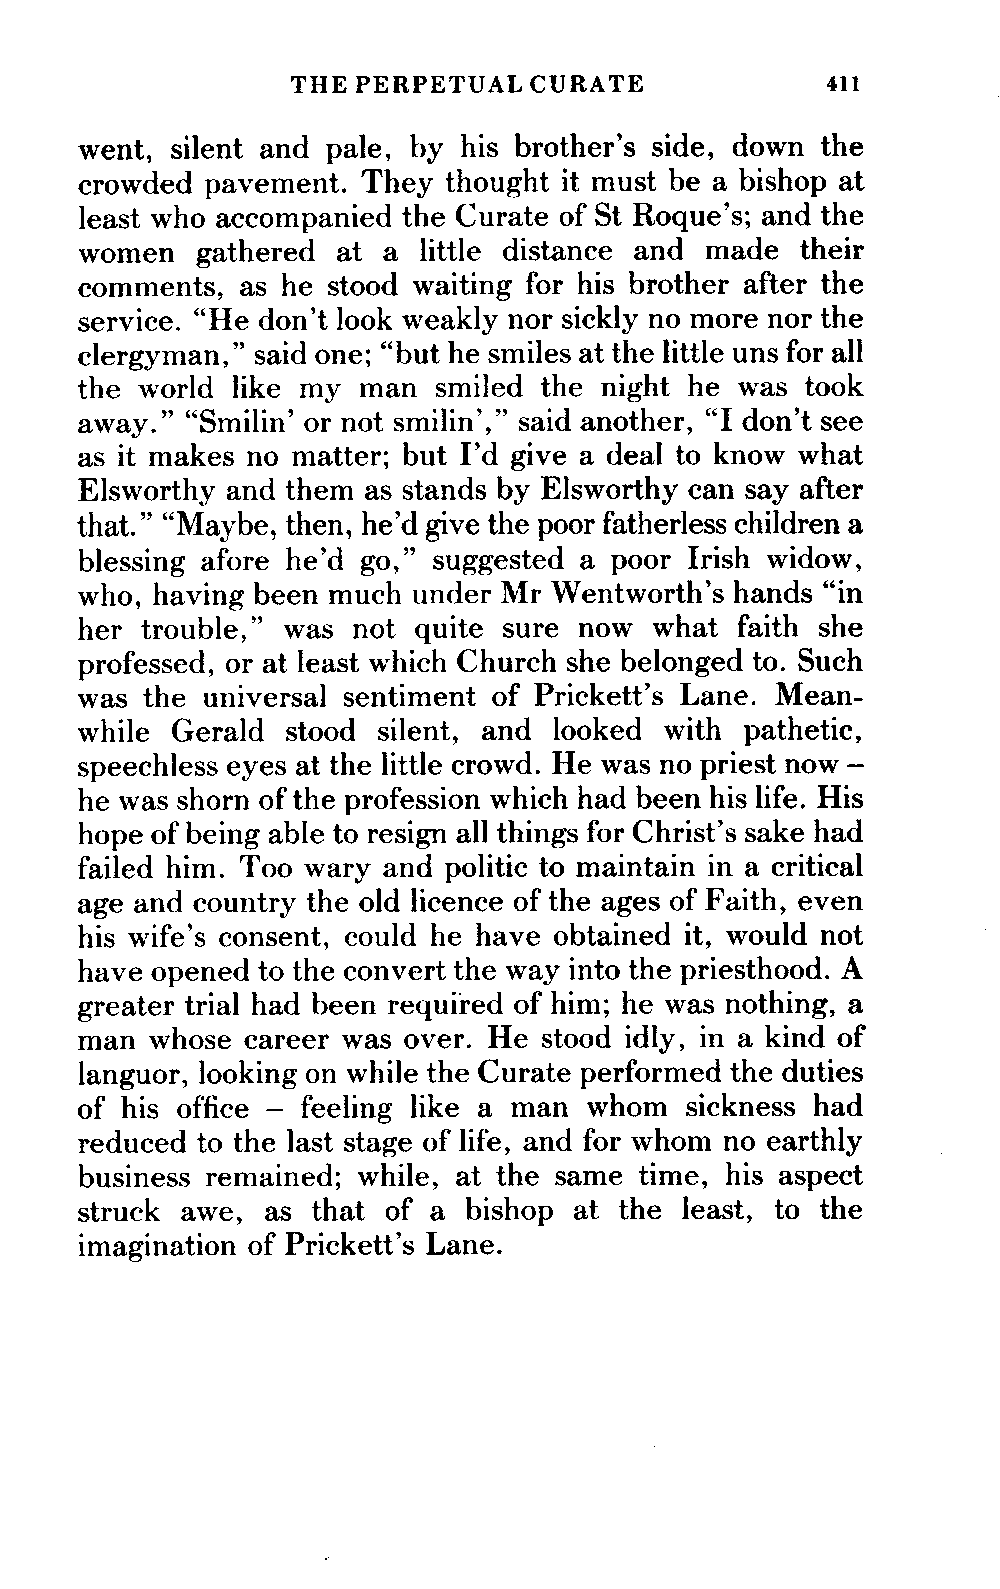 THE PERPETUAL CURATE 411
went, silent and pale, by his brother's side, down the
crowded pavement. They thought it must be a bishop at
least who accompanied the Curate of St Roque's; and the
women gathered at a little distance and made their
comments, as he stood waiting for his brother after the
service. “He don't look weakly nor sickly no more nor the
clergyman,” said one; “but he smiles at the little uns for all
the world like my man smiled the night he was took
away.” “Smilin' or not smilin',” said another, “I don't see
as it makes no matter; but I'd give a deal to know what
Elsworthy and them as stands by Elsworthy can say after
that.” “Maybe, then, he'd give the poor fatherless children a
blessing afore he'd go,” suggested a poor Irish widow,
who, having been much under Mr Wentworth's hands “in
her trouble,” was not quite sure now what faith she
professed, or at least which Church she belonged to. Such
was the universal sentiment of Prickett's Lane. Mean-
while Gerald stood silent, and looked with pathetic,
speechless eyes at the little crowd. He was no priest now –
he was shorn of the profession which had been his life. His
hope of being able to resign all things for Christ's sake had
failed him. Too wary and politic to maintain in a critical
age and country the old licence of the ages of Faith, even
his wife's consent, could he have obtained it, would not
have opened to the convert the way into the priesthood. A
greater trial had been required of him; he was nothing, a
man whose career was over. He stood idly, in a kind of
languor, looking on while the Curate performed the duties
of his office – feeling like a man whom sickness had
reduced to the last stage of life, and for whom no earthly
business remained; while, at the same time, his aspect
struck awe, as that of a bishop at the least, to the
imagination of Prickett's Lane.